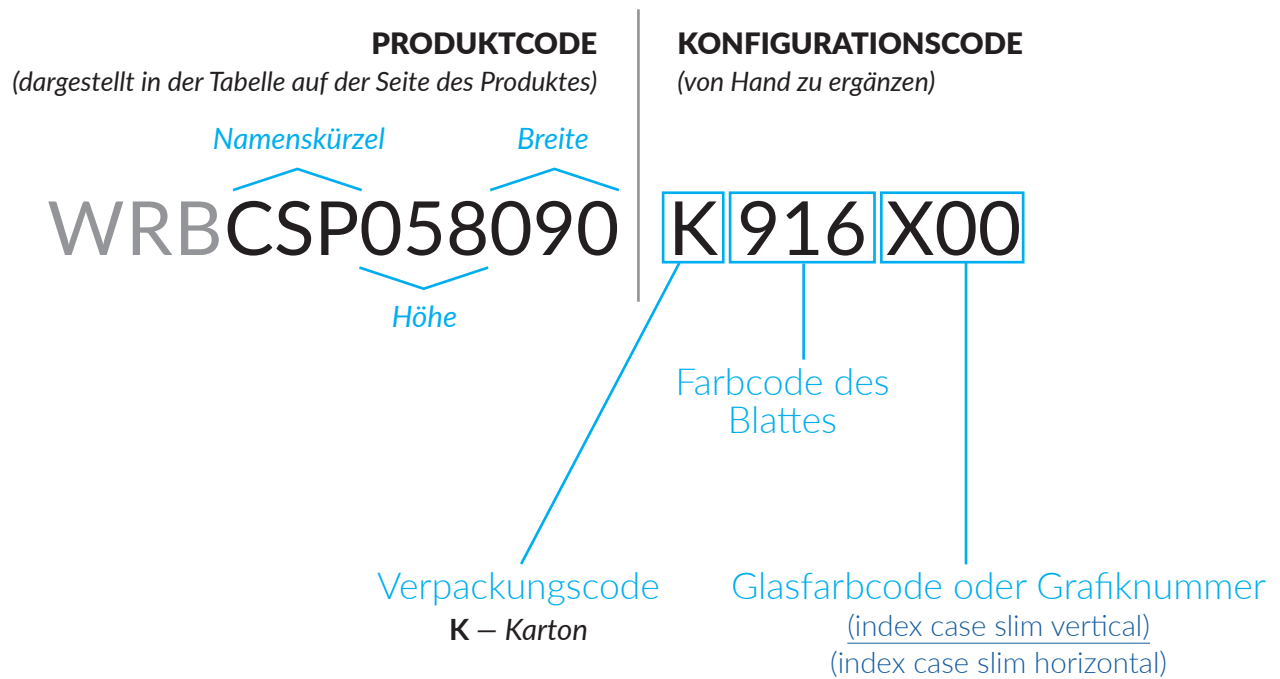 PRODUKTCODE
(dargestellt in der Tabelle auf der Seite des Produktes)
KONFIGURATIONSCODE
(von Hand zu ergänzen)
Namenskürzel
Breite
WRBCSP058090 K 916 X00
Höhe
Farbcode des
Blattes
Verpackungscode
K – Karton
Glasfarbcode oder Grafiknummer
(index case slim vertical)
(index case slim horizontal)